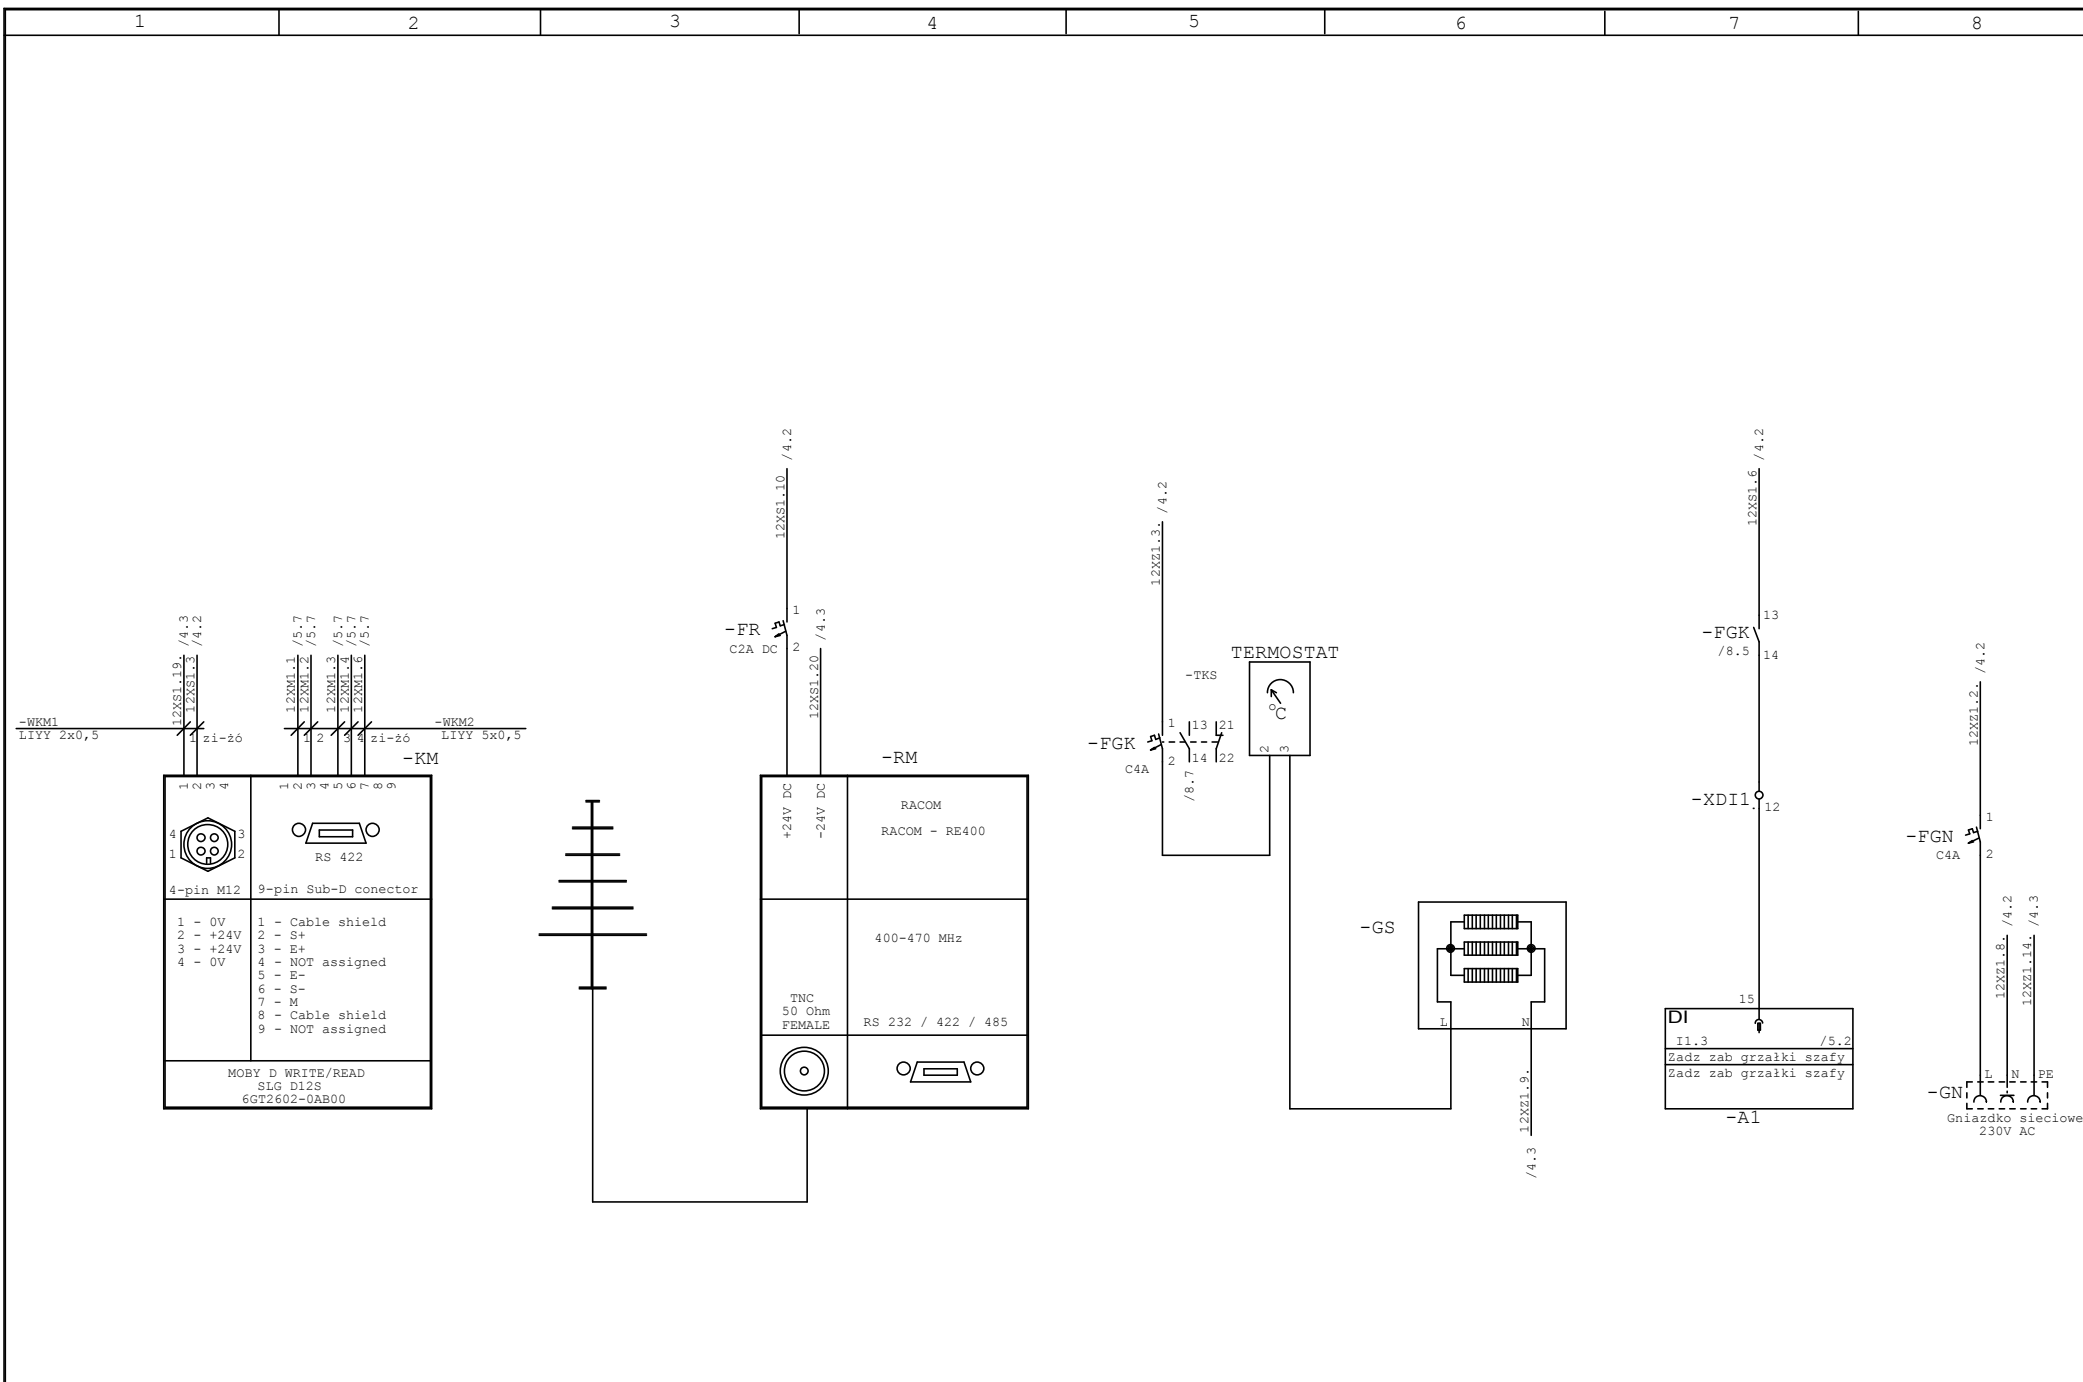 1 2 3 4 5 6 7 8
/4.3
/4.2
12XS1.19.
12XS1.3
/5.7
/5.7
/5.7
/5.7
/5.7
12XM1.1
12XM1.2
12XM1.3
12XM1.4
12XM1.6
-WKM1
LIYY 2x0,5
1 zi-żó
1 2 3 4 zi-żó
-WKM2
LIYY 5x0,5
-KM
1 2 3 4
1 2 3 4 5 6 7 8 9
4 3
1 2
4-pin M12
RS 422
9-pin Sub-D conector
1 - 0V
2 - +24V
3 - +24V
4 - 0V
1 - Cable shield
2 - S+
3 - E+
4 - NOT assigned
5 - E-
6 - S-
7 - M
8 - Cable shield
9 - NOT assigned
MOBY D WRITE/READ
SLG D12S
6GT2602-0AB00
12XS1.10 /4.2
-FR
C2A DC
1
2
12XS1.20 /4.3
-RM
+24V DC
-24V DC
RACOM
RACOM - RE400
400-470 MHz
TNC
50 Ohm
FEMALE
RS 232 / 422 / 485
12XZ1.3. /4.2
-FGK
C4A
1 13 21
2 14 22
/8.7
-TKS
TERMOSTAT
°C
2 3
-GS
L N
12XZ1.9.
/4.3
12XS1.6 /4.2
-FGK
/8.5
13
14
-XDI1.
12
15
DI
I1.3 /5.2
Zadz zab grzałki szafy
Zadz zab grzałki szafy
-A1
12XZ1.2. /4.2
-FGN
C4A
1
2
12XZ1.8. /4.2
12XZ1.14. /4.3
L N PE
-GN
Gniazdko sieciowe
230V AC